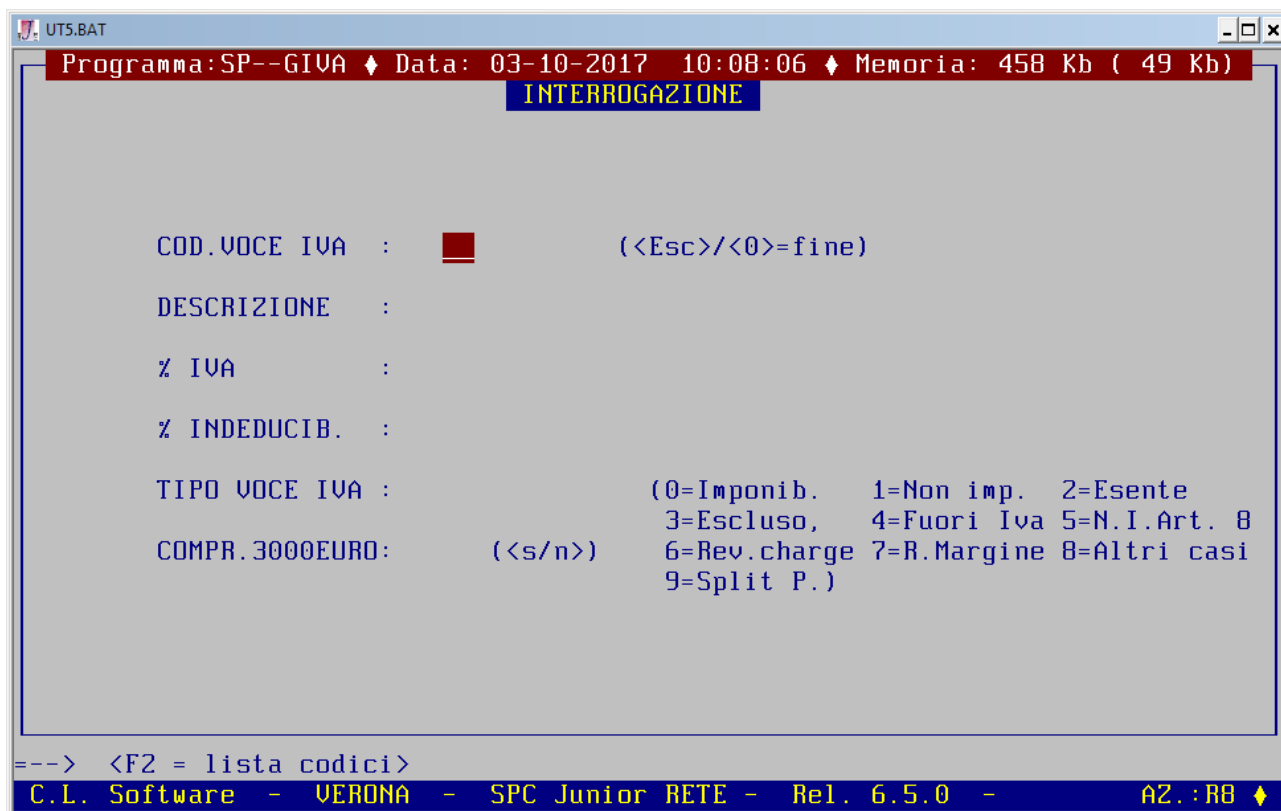 UT5.BAT
Programma:SP--GIVA ♦ Data: 03-10-2017 10:08:06 ♦ Memoria: 458 Kb ( 49 Kb)
INTERROGAZIONE
COD.VOCE IVA : (<Esc>/<0>=fine)
DESCRIZIONE :
% IVA :
% INDEDUCIB. :
TIPO VOCE IVA : (0=Imponib. 1=Non imp. 2=Esente
3=Escluso, 4=Fuori Iva 5=N.I.Art. 8
COMPR.3000EURO: (<s/n>) 6=Rev.charge 7=R.Margine 8=Altri casi
9=Split P.)
=--> <F2 = lista codici>
C.L. Software - VERONA - SPC Junior RETE - Rel. 6.5.0 - AZ.:R8 ♦